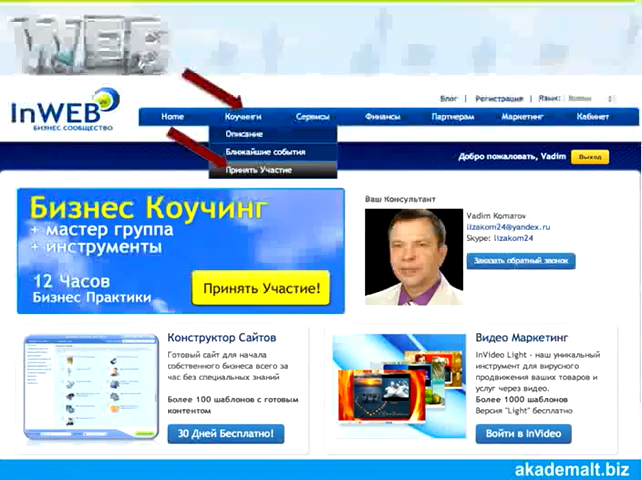 WEB
Блог | Регистрация | Язык:
InWEB
БИЗНЕС СООБЩЕСТВО
Home Коучинги Сервисы Финансы Партнерам Маркетинг Кабинет
Описание
Ближайшие события
Принять Участие
Добро пожаловать, Vadim Выход
Бизнес Коучинг
+ мастер группа
+ инструменты
12 Часов
Бизнес Практики
Принять Участие!
Ваш Консультант
Vadim Komarov
lizakom24@yandex.ru
Skype: lizakom24
Заказать обратный звонок
Конструктор Сайтов
Готовый сайт для начала
собственного бизнеса всего за
час без специальных знаний
Более 100 шаблонов с готовым
контентом
30 Дней Бесплатно!
Видео Маркетинг
InVideo Light - наш уникальный
инструмент для вирусного
продвижения ваших товаров и
услуг через видео.
Более 1000 шаблонов
Версия "Light" бесплатно
Войти в InVideo
akademalt.biz